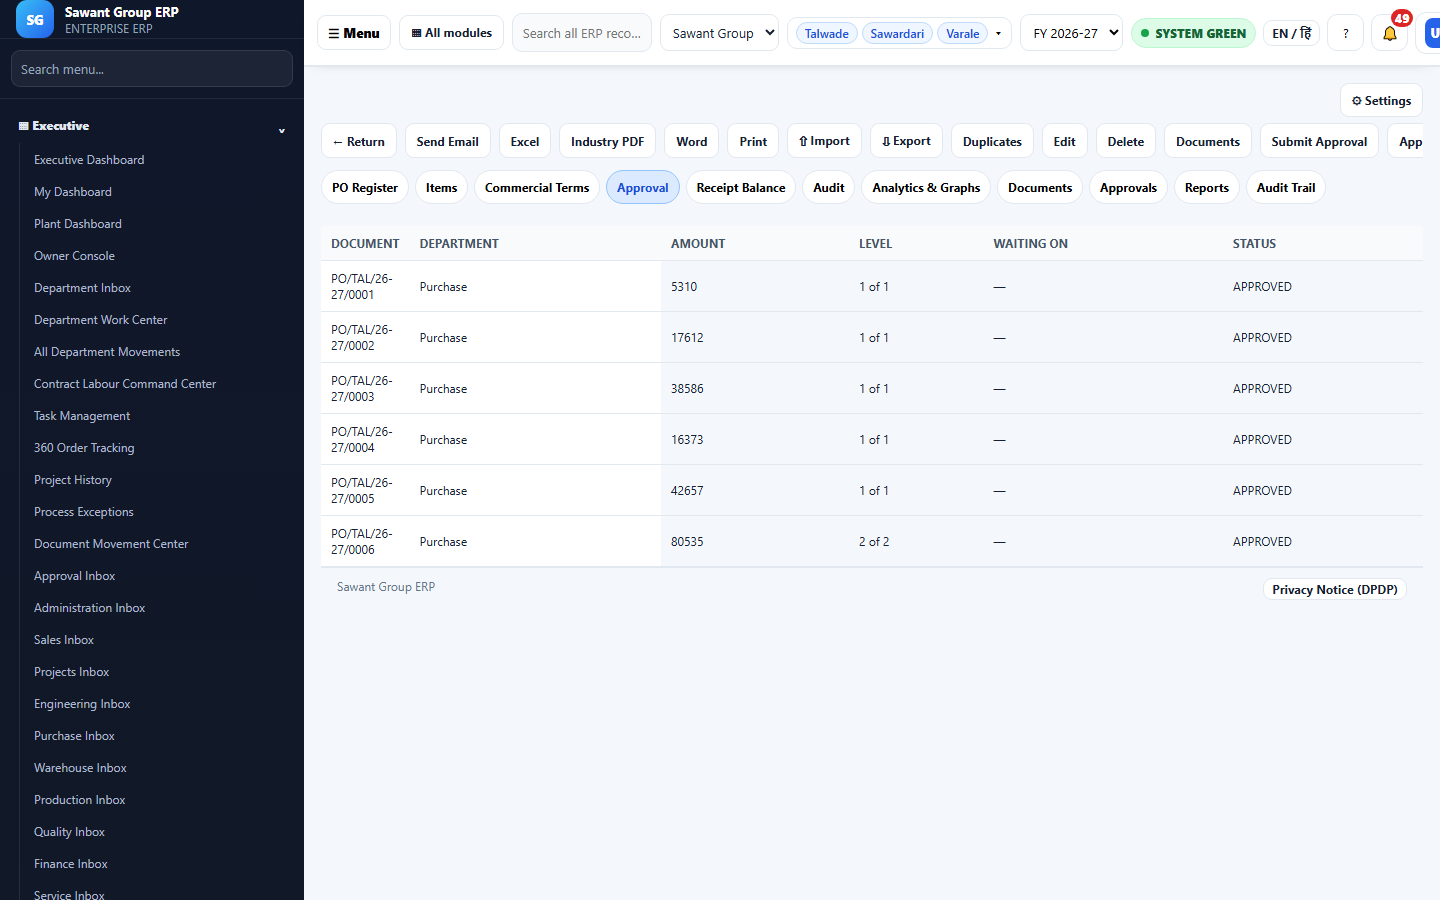 SG
Sawant Group ERP
ENTERPRISE ERP
☰ Menu
All modules
Search all ERP reco...
Sawant Group
Talwade
Sawardari
Varale
FY 2026-27
SYSTEM GREEN
EN / हिं
?
49
U
Search menu...
⚙ Settings
Executive
Executive Dashboard
My Dashboard
Plant Dashboard
Owner Console
Department Inbox
Department Work Center
All Department Movements
Contract Labour Command Center
Task Management
360 Order Tracking
Project History
Process Exceptions
Document Movement Center
Approval Inbox
Administration Inbox
Sales Inbox
Projects Inbox
Engineering Inbox
Purchase Inbox
Warehouse Inbox
Production Inbox
Quality Inbox
Finance Inbox
Service Inbox
← Return
Send Email
Excel
Industry PDF
Word
Print
⇧ Import
⇩ Export
Duplicates
Edit
Delete
Documents
Submit Approval
App
PO Register
Items
Commercial Terms
Approval
Receipt Balance
Audit
Analytics & Graphs
Documents
Approvals
Reports
Audit Trail
DOCUMENT DEPARTMENT AMOUNT LEVEL WAITING ON STATUS
PO/TAL/26-
27/0001 Purchase 5310 1 of 1 — APPROVED
PO/TAL/26-
27/0002 Purchase 17612 1 of 1 — APPROVED
PO/TAL/26-
27/0003 Purchase 38586 1 of 1 — APPROVED
PO/TAL/26-
27/0004 Purchase 16373 1 of 1 — APPROVED
PO/TAL/26-
27/0005 Purchase 42657 1 of 1 — APPROVED
PO/TAL/26-
27/0006 Purchase 80535 2 of 2 — APPROVED
Sawant Group ERP
Privacy Notice (DPDP)